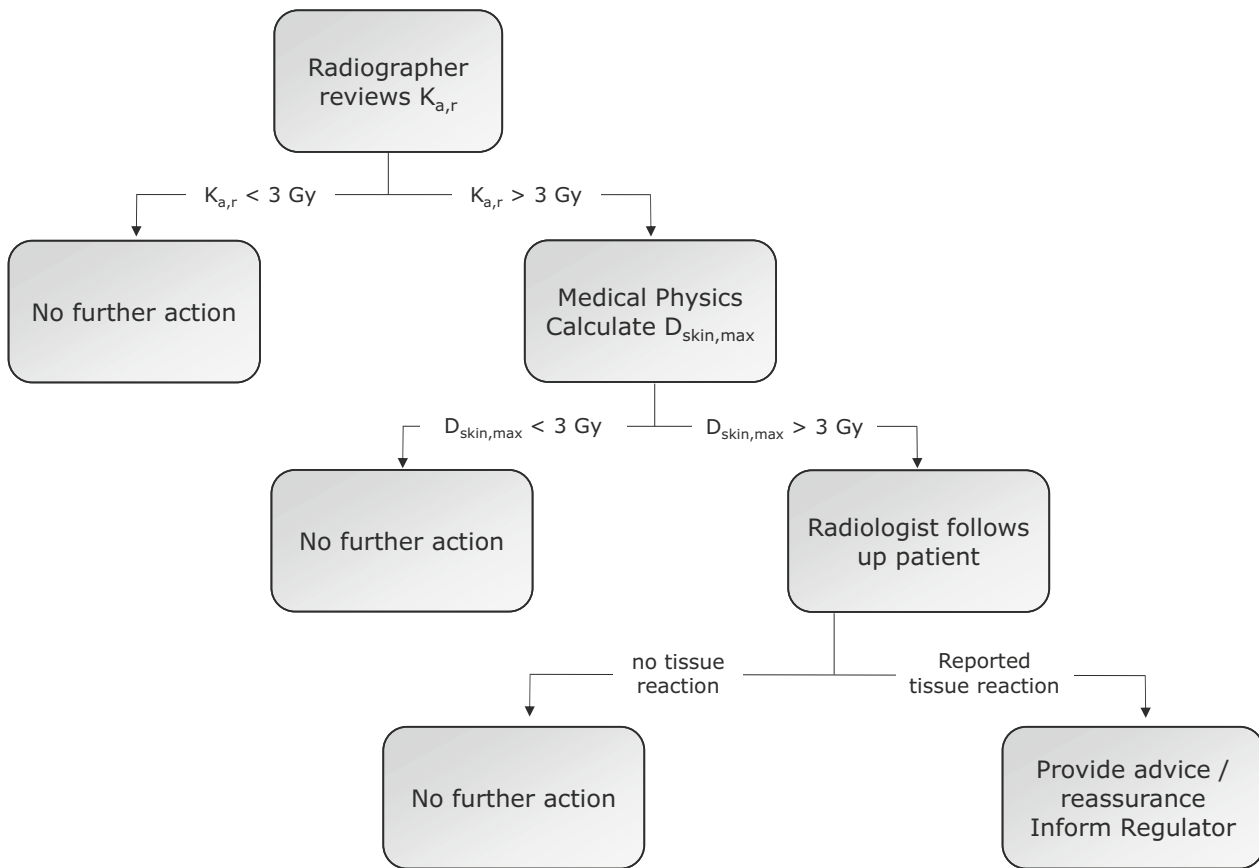 Radiographer
reviews Ka,r
Ka,r < 3 Gy
Ka,r > 3 Gy
No further action
Medical Physics
Calculate Dskin,max
Dskin,max < 3 Gy
Dskin,max > 3 Gy
No further action
Radiologist follows
up patient
no tissue
reaction
Reported
tissue reaction
No further action
Provide advice /
reassurance
Inform Regulator